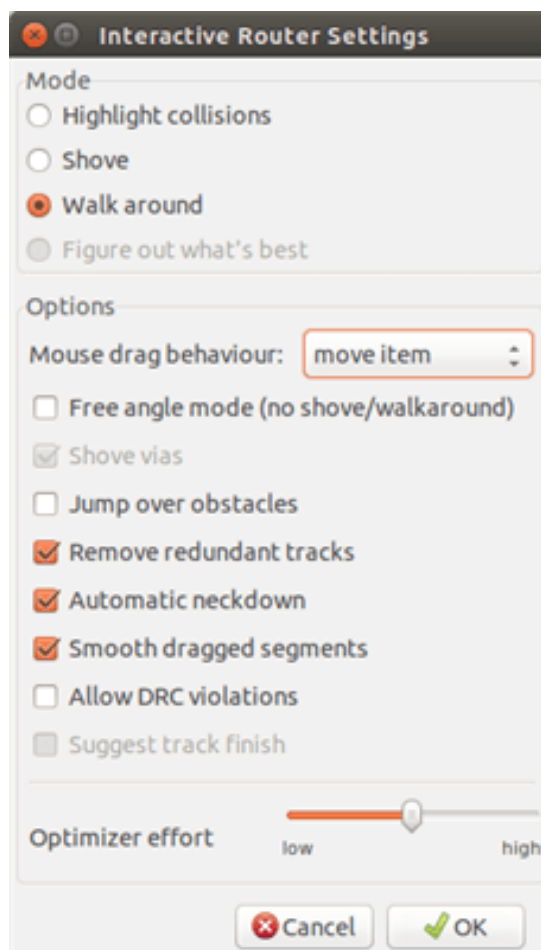 Interactive Router Settings
Mode
Highlight collisions
Shove
Walk around
Figure out what's best
Options
Mouse drag behaviour: move item
Free angle mode (no shove/walkaround)
Shove vias
Jump over obstacles
Remove redundant tracks
Automatic neckdown
Smooth dragged segments
Allow DRC violations
Suggest track finish
Optimizer effort
low high
Cancel OK